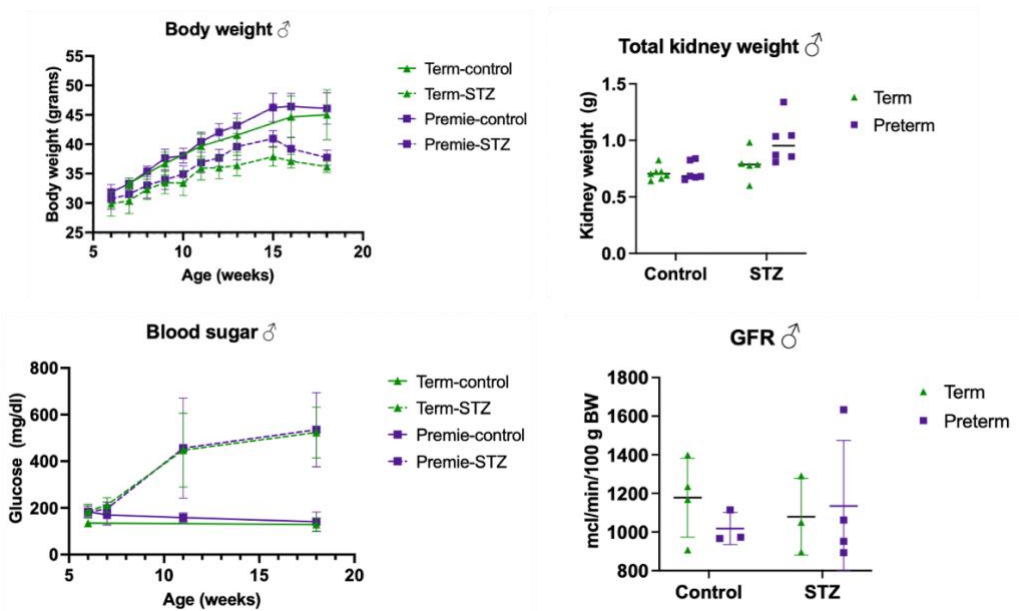 Body weight ♂
Body weight (grams)
55
50
45
40
35
30
25
5
10
15
20
Age (weeks)
Term-control
Term-STZ
Premie-control
Premie-STZ
Total kidney weight ♂
Kidney weight (g)
1.5
1.0
0.5
0.0
Control
STZ
Term
Preterm
Blood sugar ♂
Glucose (mg/dl)
800
600
400
200
0
5
10
15
20
Age (weeks)
Term-control
Term-STZ
Premie-control
Premie-STZ
GFR ♂
mcl/min/100 g BW
1800
1600
1400
1200
1000
800
Control
STZ
Term
Preterm